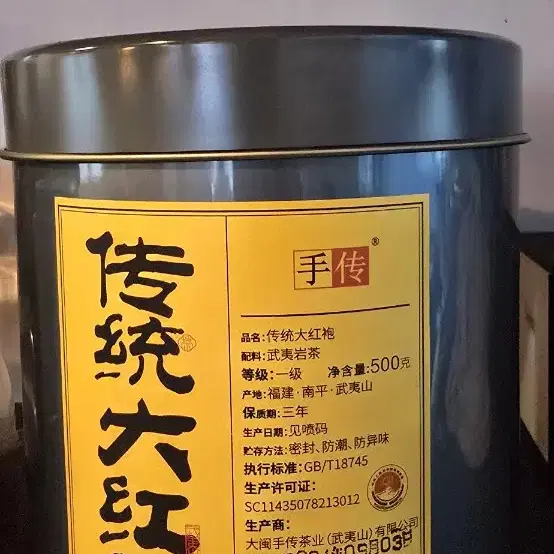 传统大红
手传®
品名:传统大红袍
配料:武夷岩茶
等级:一级 净含量:500克
产地:福建·南平·武夷山
保质期:三年
生产日期:见喷码
贮存方法:密封、防潮、防异味
执行标准:GB/T18745
生产许可证:
SC11435078213012
生产商:
大闽手传茶业(武夷山)有限公司